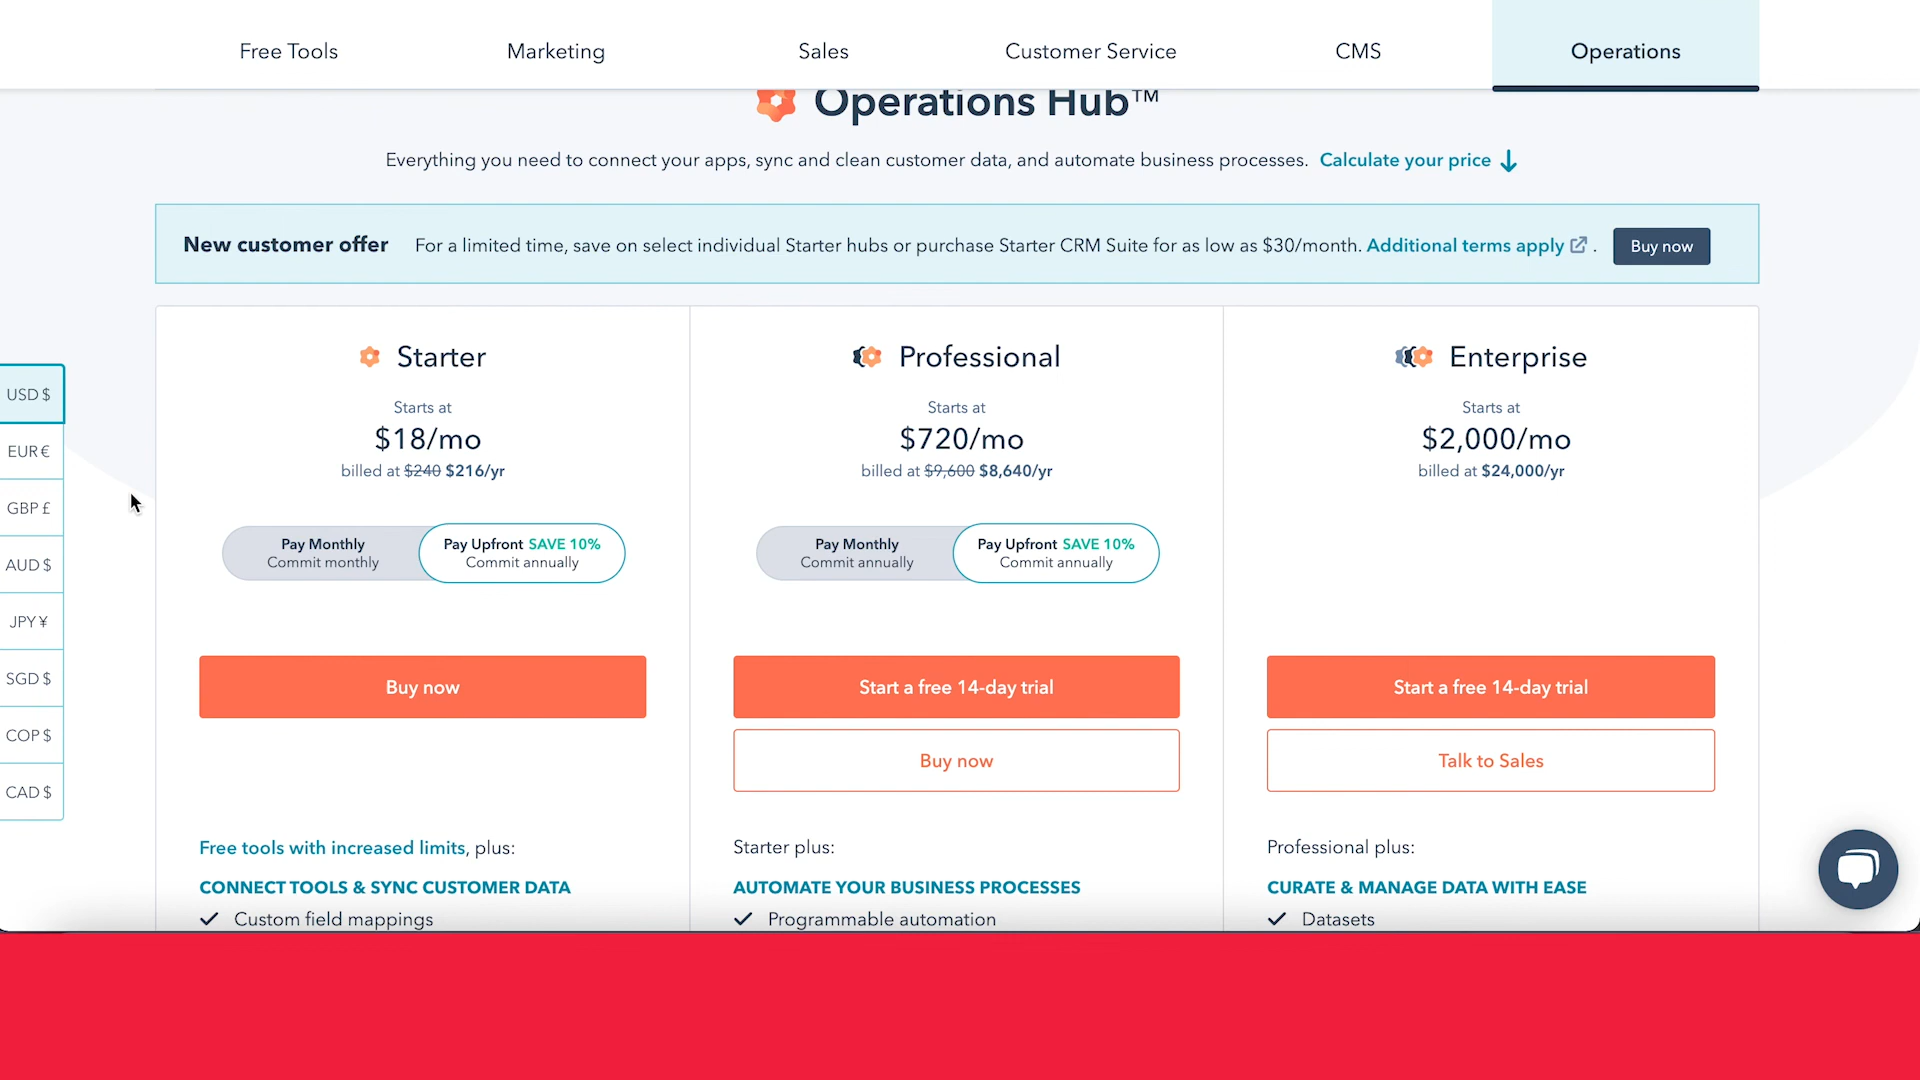 Free Tools
Marketing
Sales
Customer Service
CMS
Operations
Operations Hub™
Everything you need to connect your apps, sync and clean customer data, and automate business processes. Calculate your price
New customer offer For a limited time, save on select individual Starter hubs or purchase Starter CRM Suite for as low as $30/month. Additional terms apply . Buy now
USD $
EUR €
GBP £
AUD $
JPY ¥
SGD $
COP $
CAD $
Starter
Starts at
$18/mo
billed at $240 $216/yr
Pay Monthly
Commit monthly
Pay Upfront SAVE 10%
Commit annually
Buy now
Free tools with increased limits, plus:
CONNECT TOOLS & SYNC CUSTOMER DATA
Custom field mappings
Professional
Starts at
$720/mo
billed at $9,600 $8,640/yr
Pay Monthly
Commit annually
Pay Upfront SAVE 10%
Commit annually
Start a free 14-day trial
Buy now
Starter plus:
AUTOMATE YOUR BUSINESS PROCESSES
Programmable automation
Enterprise
Starts at
$2,000/mo
billed at $24,000/yr
Start a free 14-day trial
Talk to Sales
Professional plus:
CURATE & MANAGE DATA WITH EASE
Datasets